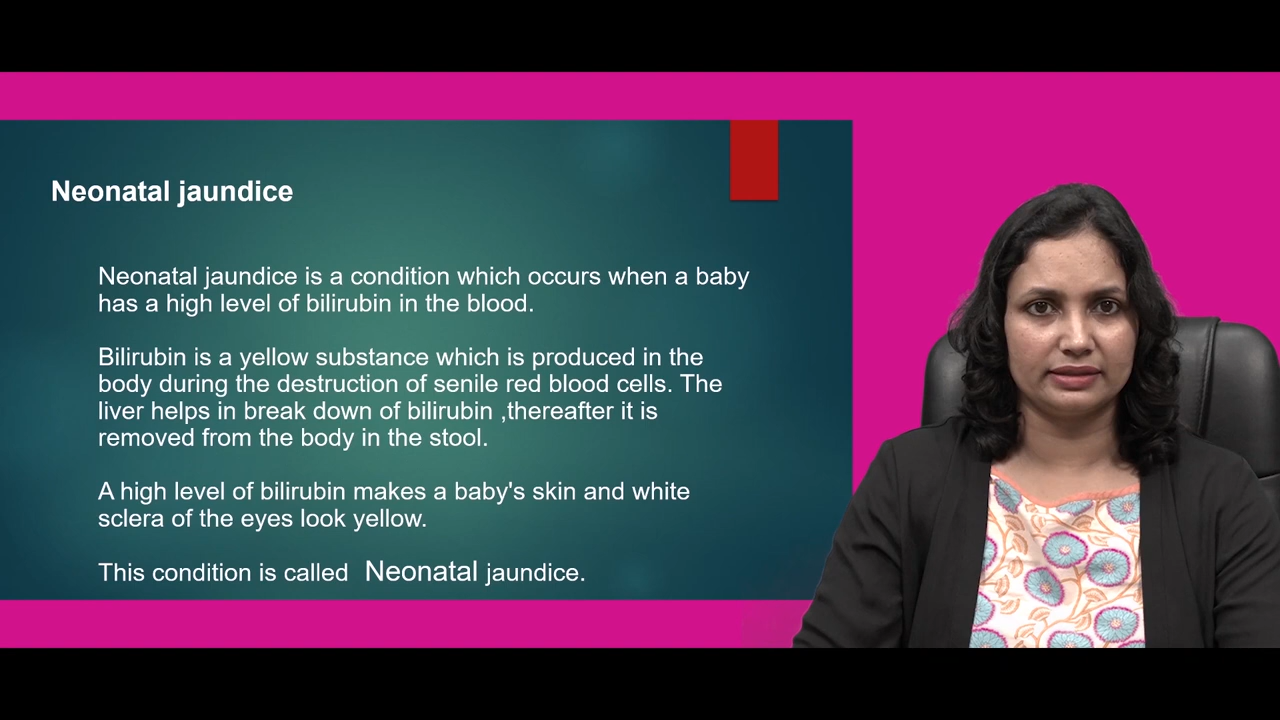 Neonatal jaundice
Neonatal jaundice is a condition which occurs when a baby
has a high level of bilirubin in the blood.
Bilirubin is a yellow substance which is produced in the
body during the destruction of senile red blood cells. The
liver helps in break down of bilirubin ,thereafter it is
removed from the body in the stool.
A high level of bilirubin makes a baby's skin and white
sclera of the eyes look yellow.
This condition is called Neonatal jaundice.